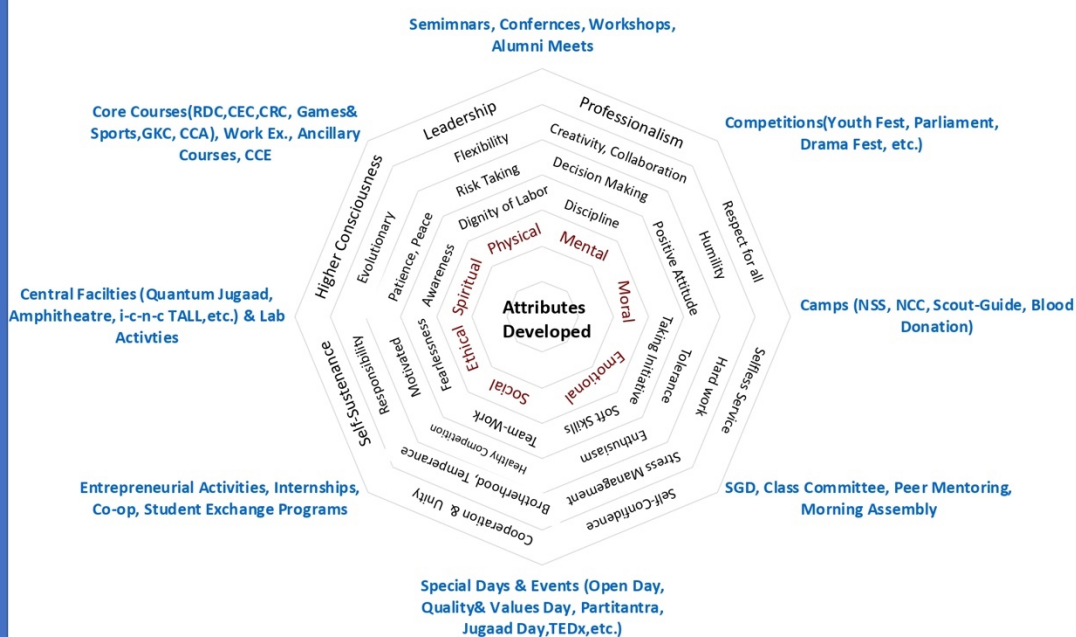 Semimnars, Confernces, Workshops,
Alumni Meets
Core Courses(RDC,CEC,CRC, Games&
Sports,GKC, CCA), Work Ex., Ancillary
Courses, CCE
Competitions(Youth Fest, Parliament,
Drama Fest, etc.)
Central Facilties (Quantum Jugaad,
Amphitheatre, i-c-n-c TALL,etc.) & Lab
Activties
Camps (NSS, NCC, Scout-Guide, Blood
Donation)
Entrepreneurial Activities, Internships,
Co-op, Student Exchange Programs
SGD, Class Committee, Peer Mentoring,
Morning Assembly
Special Days & Events (Open Day,
Quality& Values Day, Partitantra,
Jugaad Day,TEDx,etc.)
Leadership
Flexibility
Risk Taking
Dignity of Labor
Physical
Professionalism
Creativity, Collaboration
Decision Making
Discipline
Mental
Respect for all
Humility
Positive Attitude
Moral
Selfless Service
Hard work
Tolerance
Taking Initiative
Emotional
Soft Skills
Enthusiasm
Stress Management
Self-Confidence
Social
Team-Work
Healthy Competition
Brotherhood, Temperance
Cooperation & Unity
Ethical
Fearlessness
Motivated
Responsibility
Self-Sustenance
Spiritual
Awareness
Patience, Peace
Evolutionary
Higher Consciousness
Attributes
Developed